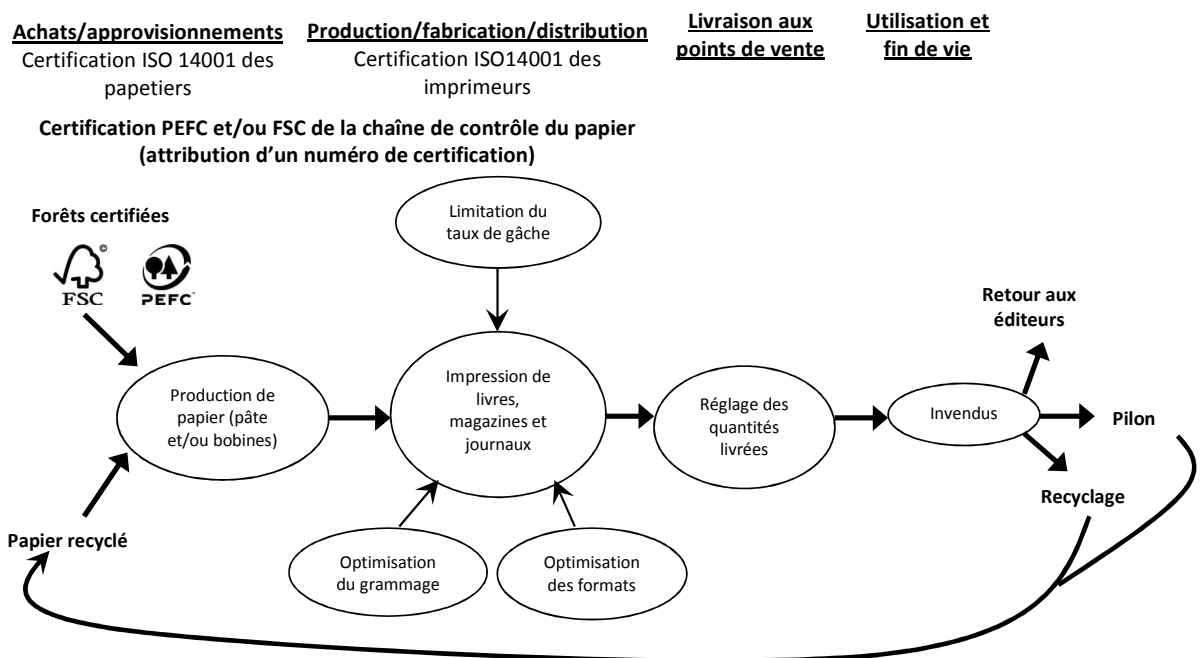 Achats/approvisionnements
Certification ISO 14001 des
papetiers
Production/fabrication/distribution
Certification ISO14001 des
imprimeurs
Livraison aux
points de vente
Utilisation et
fin de vie
Certification PEFC et/ou FSC de la chaîne de contrôle du papier
(attribution d'un numéro de certification)
Forêts certifiées
©
FSC
PEFC™
Limitation du
taux de gâche
Retour aux
éditeurs
Production de
papier (pâte
et/ou bobines)
Impression de
livres,
magazines et
journaux
Réglage des
quantités
livrées
Invendus
Pilon
Recyclage
Papier recyclé
Optimisation
du grammage
Optimisation
des formats